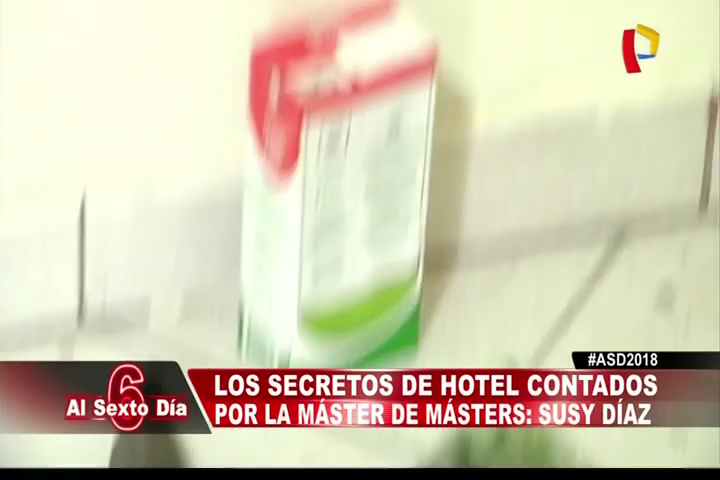 #ASD2018
6
Al Sexto Día
LOS SECRETOS DE HOTEL CONTADOS
POR LA MÁSTER DE MÁSTERS: SUSY DÍAZ